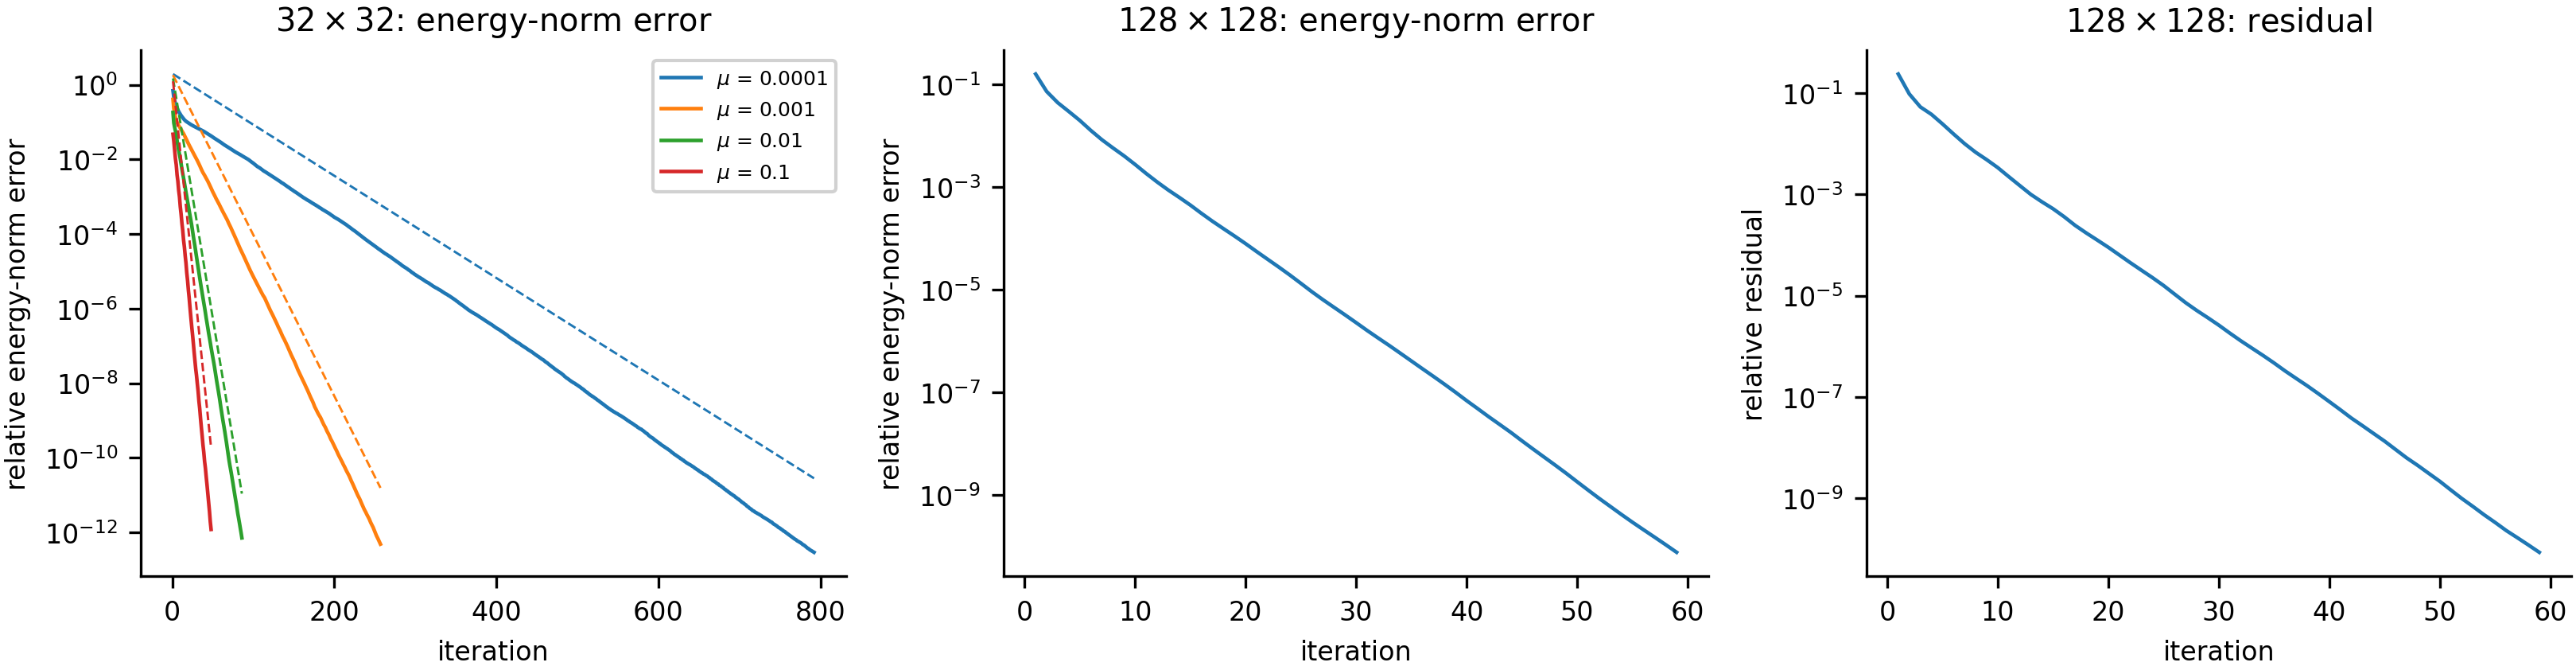 32 × 32: energy-norm error
relative energy-norm error
10⁰
10⁻²
10⁻⁴
10⁻⁶
10⁻⁸
10⁻¹⁰
10⁻¹²
μ = 0.0001
μ = 0.001
μ = 0.01
μ = 0.1
0 200 400 600 800
iteration
128 × 128: energy-norm error
relative energy-norm error
10⁻¹
10⁻³
10⁻⁵
10⁻⁷
10⁻⁹
0 10 20 30 40 50 60
iteration
128 × 128: residual
relative residual
10⁻¹
10⁻³
10⁻⁵
10⁻⁷
10⁻⁹
0 10 20 30 40 50 60
iteration